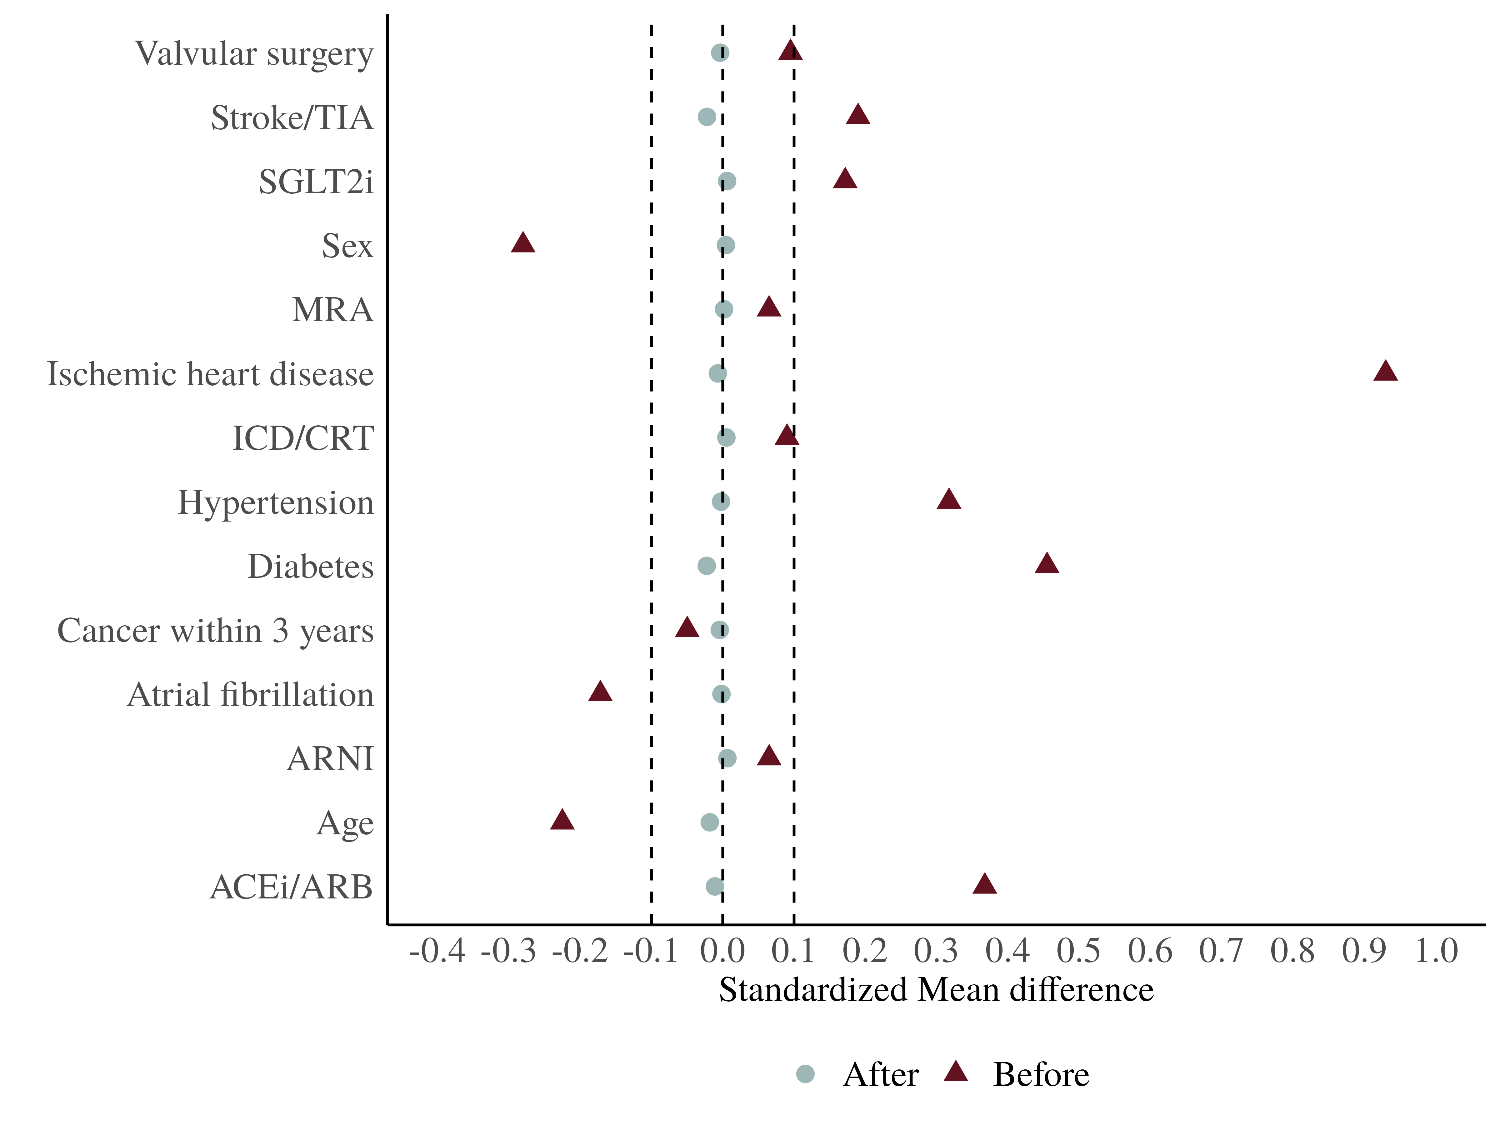 Valvular surgery
Stroke/TIA
SGLT2i
Sex
MRA
Ischemic heart disease
ICD/CRT
Hypertension
Diabetes
Cancer within 3 years
Atrial fibrillation
ARNI
Age
ACEi/ARB
-0.4 -0.3 -0.2 -0.1 0.0 0.1 0.2 0.3 0.4 0.5 0.6 0.7 0.8 0.9 1.0
Standardized Mean difference
After Before